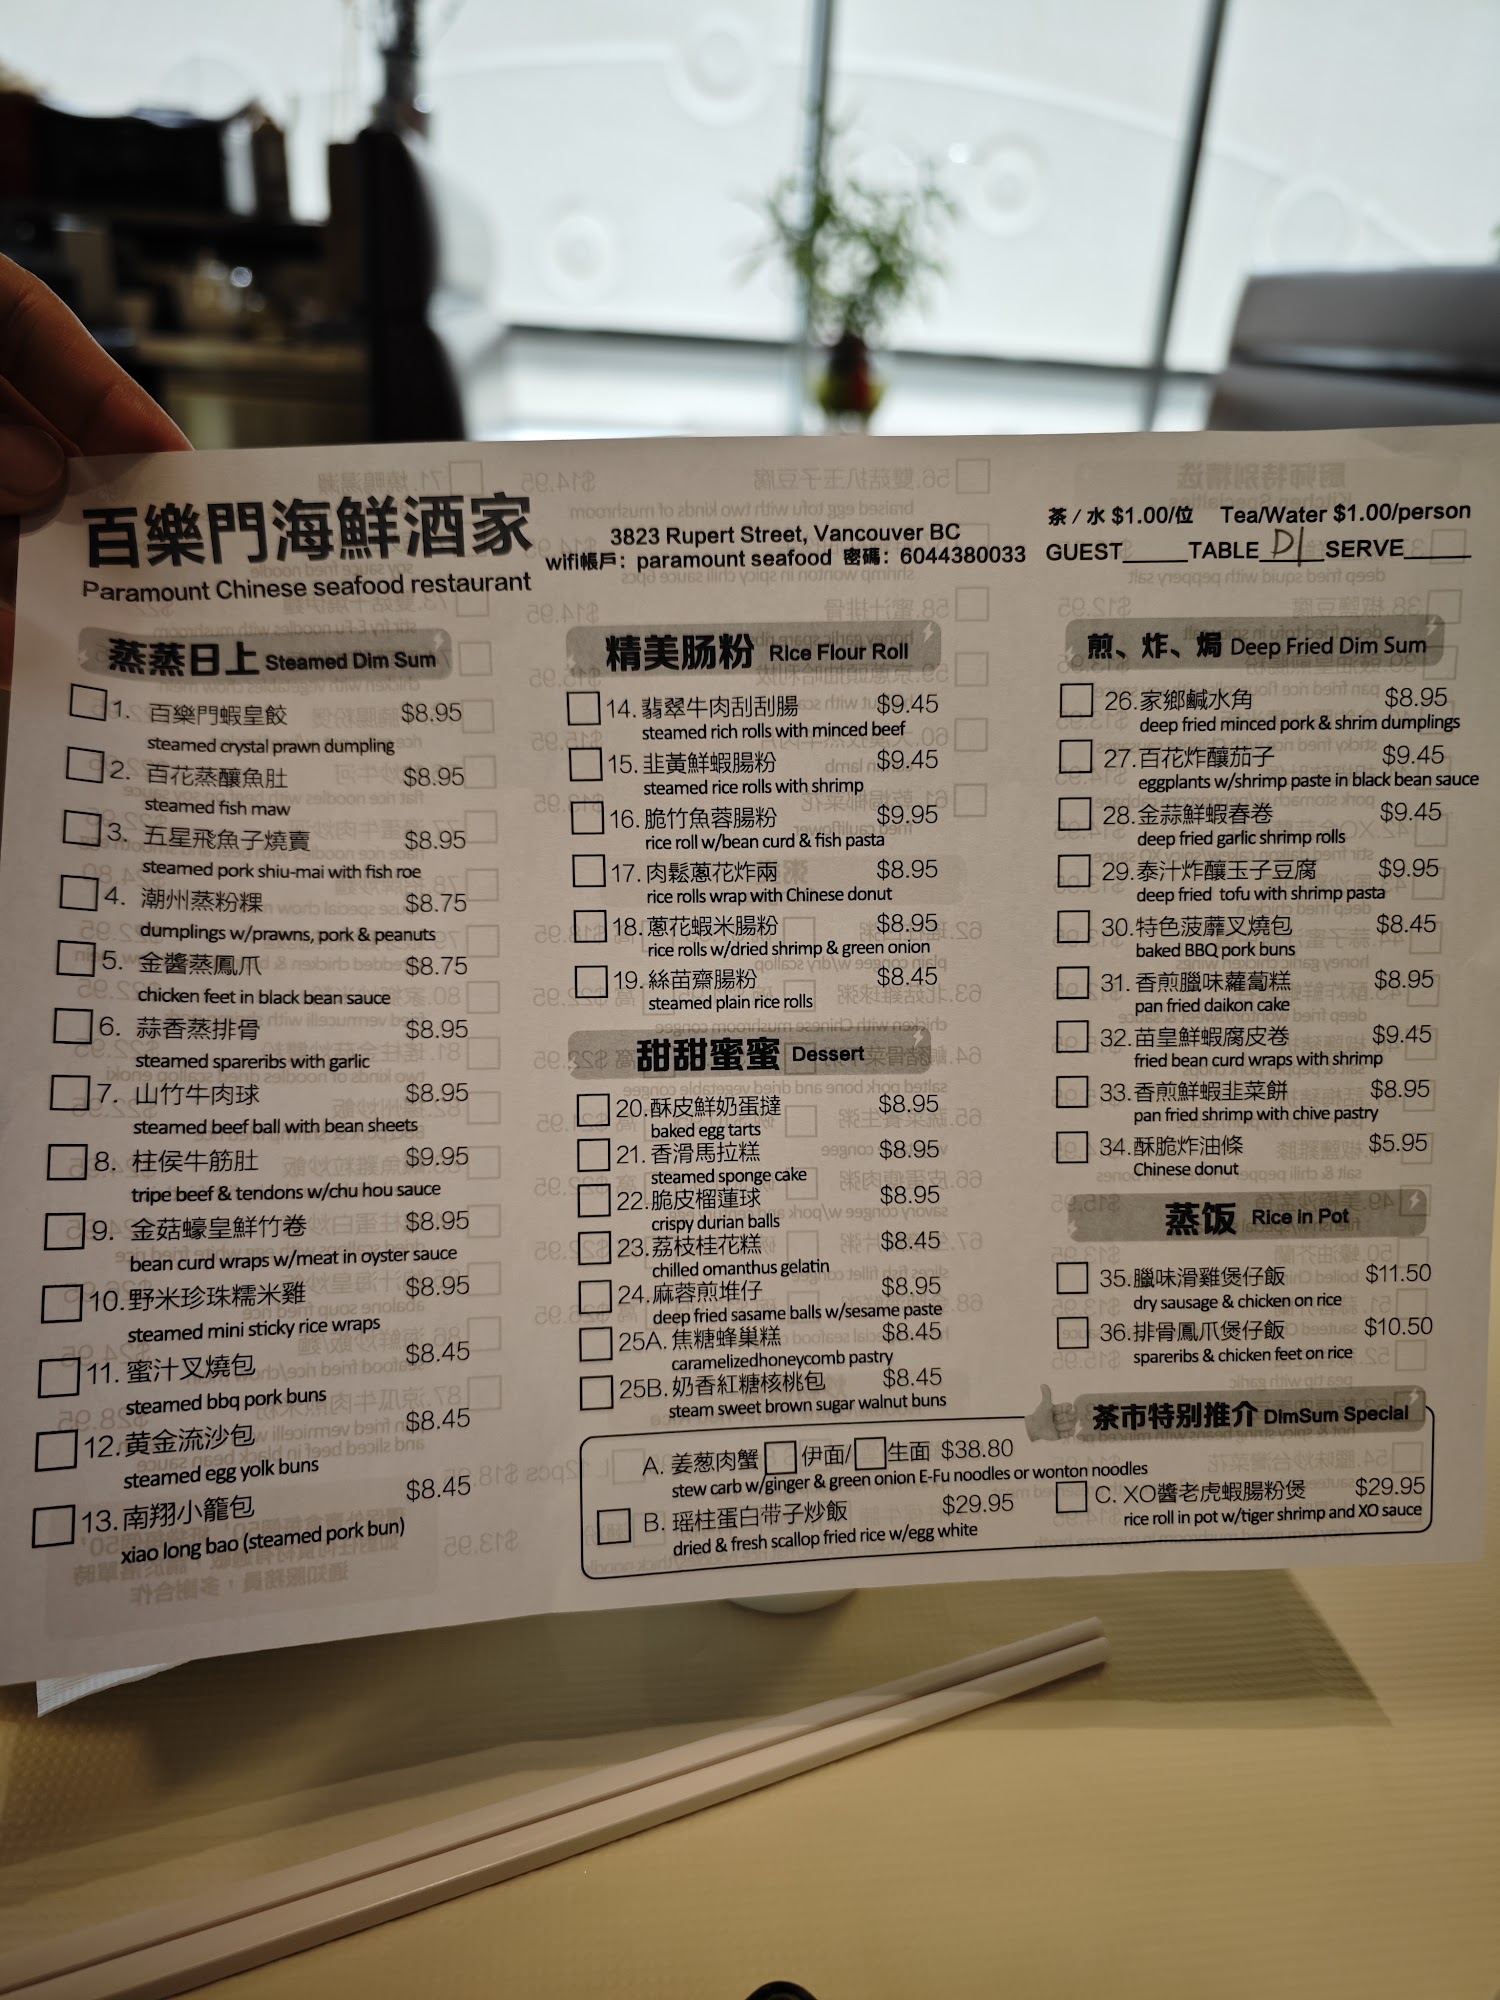 百樂門海鮮酒家
Paramount Chinese seafood restaurant
3823 Rupert Street, Vancouver BC
wifi帳戶：paramount seafood 密碼：6044380033
茶 / 水 $1.00/位 Tea/Water $1.00/person
GUEST_____TABLE D1 SERVE_____
蒸蒸日上 Steamed Dim Sum
1. 百樂門蝦皇餃 $8.95
steamed crystal prawn dumpling
2. 百花蒸釀魚肚 $8.95
steamed fish maw
3. 五星飛魚子燒賣 $8.95
steamed pork shiu-mai with fish roe
4. 潮州蒸粉粿 $8.75
dumplings w/prawns, pork & peanuts
5. 金醬蒸鳳爪 $8.75
chicken feet in black bean sauce
6. 蒜香蒸排骨 $8.95
steamed spareribs with garlic
7. 山竹牛肉球 $8.95
steamed beef ball with bean sheets
8. 柱侯牛筋肚 $9.95
tripe beef & tendons w/chu hou sauce
9. 金菇蠔皇鮮竹卷 $8.95
bean curd wraps w/meat in oyster sauce
10. 野米珍珠糯米雞 $8.95
steamed mini sticky rice wraps
11. 蜜汁叉燒包 $8.45
steamed bbq pork buns
12. 黄金流沙包 $8.45
steamed egg yolk buns
13. 南翔小籠包 $8.45
xiao long bao (steamed pork bun)
精美肠粉 Rice Flour Roll
14. 翡翠牛肉刮刮腸 $9.45
steamed rich rolls with minced beef
15. 韭黃鮮蝦腸粉 $9.45
steamed rice rolls with shrimp
16. 脆竹魚蓉腸粉 $9.95
rice roll w/bean curd & fish pasta
17. 肉鬆蔥花炸兩 $8.95
rice rolls wrap with Chinese donut
18. 蔥花蝦米腸粉 $8.95
rice rolls w/dried shrimp & green onion
19. 絲苗齋腸粉 $8.45
steamed plain rice rolls
甜甜蜜蜜 Dessert
20. 酥皮鮮奶蛋撻 $8.95
baked egg tarts
21. 香滑馬拉糕 $8.95
steamed sponge cake
22. 脆皮榴蓮球 $8.95
crispy durian balls
23. 荔枝桂花糕 $8.45
chilled omanthus gelatin
24. 麻蓉煎堆仔 $8.95
deep fried sasame balls w/sesame paste
25A. 焦糖蜂巢糕 $8.45
caramelizedhoneycomb pastry
25B. 奶香紅糖核桃包 $8.45
steam sweet brown sugar walnut buns
煎、炸、焗 Deep Fried Dim Sum
26. 家鄉鹹水角 $8.95
deep fried minced pork & shrim dumplings
27. 百花炸釀茄子 $9.45
eggplants w/shrimp paste in black bean sauce
28. 金蒜鮮蝦春卷 $9.45
deep fried garlic shrimp rolls
29. 泰汁炸釀玉子豆腐 $9.95
deep fried tofu with shrimp pasta
30. 特色菠蘿叉燒包 $8.45
baked BBQ pork buns
31. 香煎臘味蘿蔔糕 $8.95
pan fried daikon cake
32. 苗皇鮮蝦腐皮卷 $9.45
fried bean curd wraps with shrimp
33. 香煎鮮蝦韭菜餅 $8.95
pan fried shrimp with chive pastry
34. 酥脆炸油條 $5.95
Chinese donut
蒸饭 Rice in Pot
35. 臘味滑雞煲仔飯 $11.50
dry sausage & chicken on rice
36. 排骨鳳爪煲仔飯 $10.50
spareribs & chicken feet on rice
茶市特别推介 DimSum Special
A. 姜葱肉蟹 伊面/ 生面 $38.80
stew carb w/ginger & green onion E-Fu noodles or wonton noodles
B. 瑶柱蛋白带子炒飯 $29.95
dried & fresh scallop fried rice w/egg white
C. XO醬老虎蝦腸粉煲 $29.95
rice roll in pot w/tiger shrimp and XO sauce